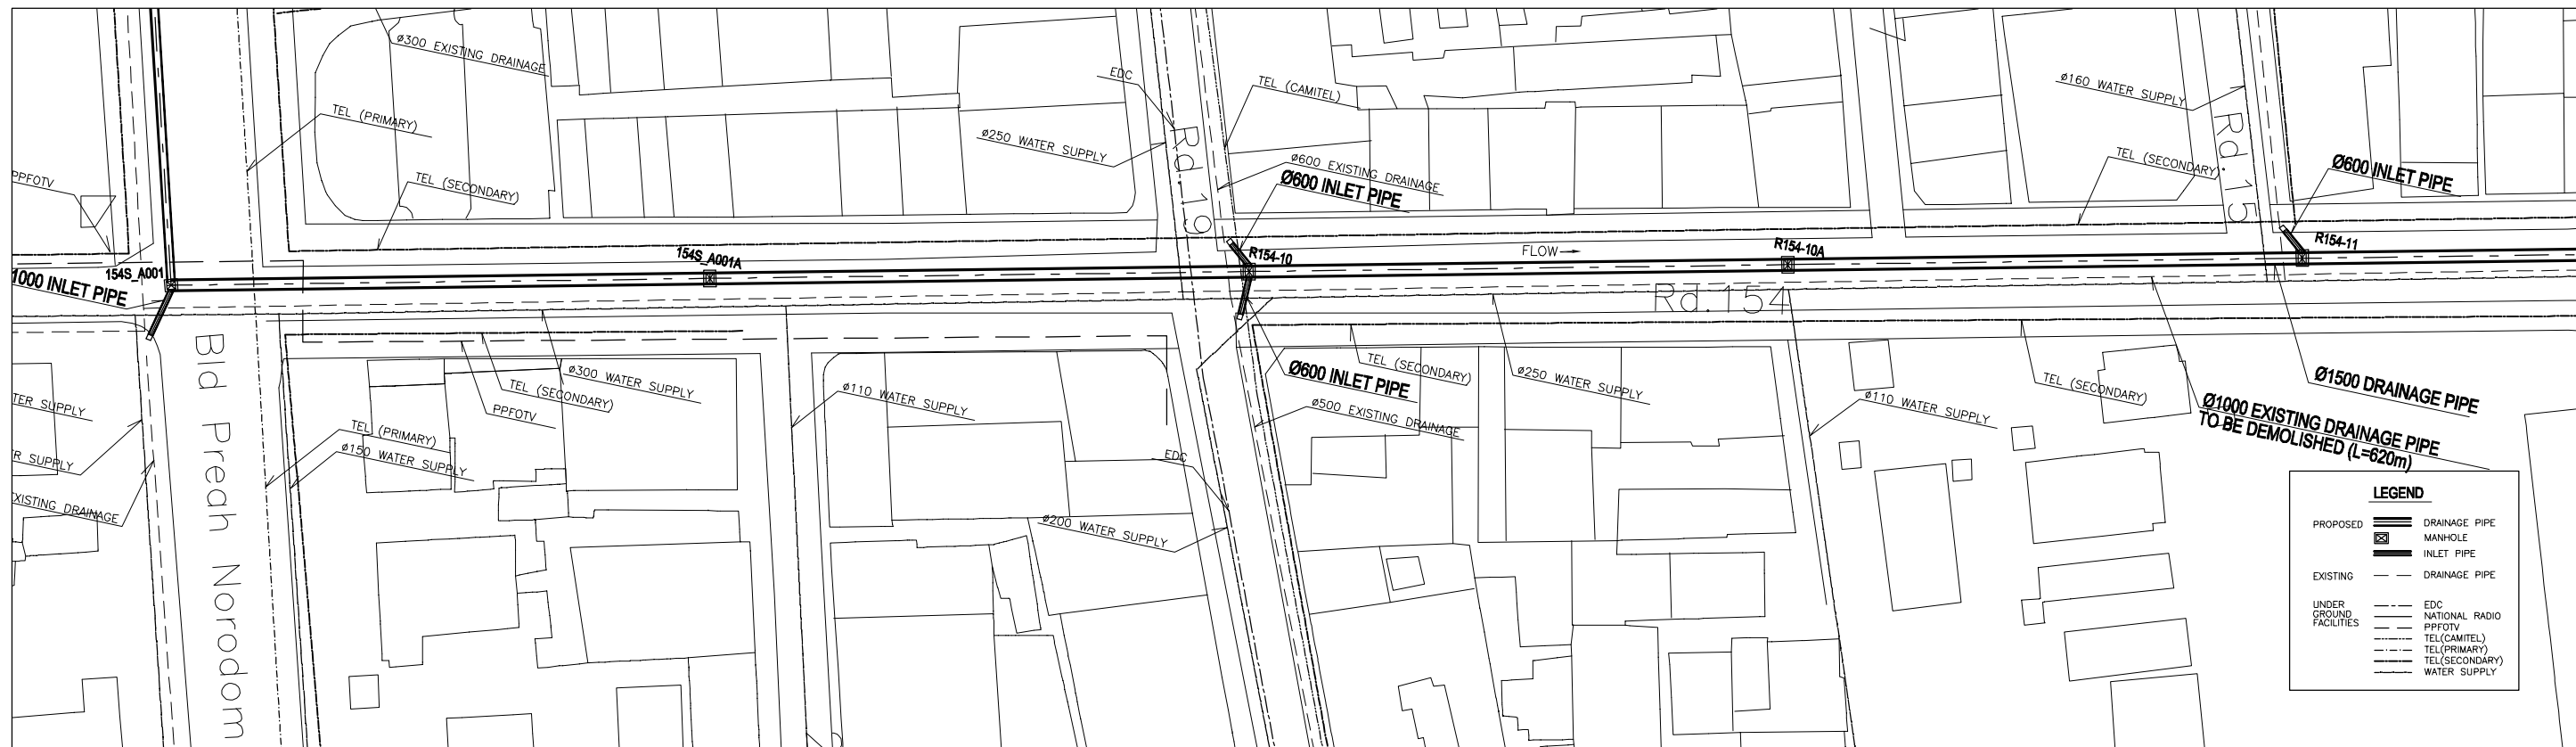 ø300 EXISTING DRAINAGE
TEL (PRIMARY)
TEL (SECONDARY)
PPFOTV
EDC
ø250 WATER SUPPLY
Rd.19
TEL (CAMITEL)
ø600 EXISTING DRAINAGE
Ø600 INLET PIPE
ø160 WATER SUPPLY
TEL (SECONDARY)
Rd.15
Ø600 INLET PIPE
154S_A001
1000 INLET PIPE
154S_A001A
R154-10
FLOW
R154-10A
R154-11
Rd.154
Bld Preah Norodom
TER SUPPLY
R SUPPLY
EXISTING DRAINAGE
TEL (PRIMARY)
ø150 WATER SUPPLY
PPFOTV
TEL (SECONDARY)
ø300 WATER SUPPLY
ø110 WATER SUPPLY
EDC
ø200 WATER SUPPLY
Ø600 INLET PIPE
ø500 EXISTING DRAINAGE
TEL (SECONDARY)
ø250 WATER SUPPLY
ø110 WATER SUPPLY
TEL (SECONDARY)
Ø1500 DRAINAGE PIPE
Ø1000 EXISTING DRAINAGE PIPE
TO BE DEMOLISHED (L=620m)
LEGEND
PROPOSED DRAINAGE PIPE
MANHOLE
INLET PIPE
EXISTING DRAINAGE PIPE
UNDER GROUND FACILITIES
EDC
NATIONAL RADIO
PPFOTV
TEL(CAMITEL)
TEL(PRIMARY)
TEL(SECONDARY)
WATER SUPPLY